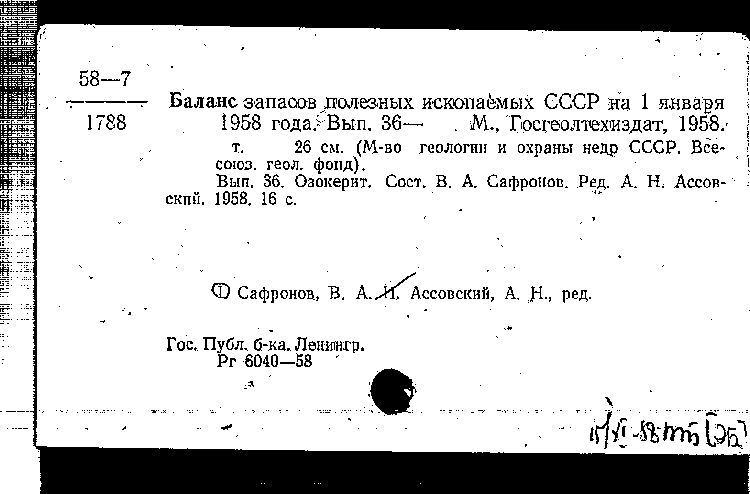 58—7
1788
Баланс запасов полезных ископаемых СССР на 1 января
1958 года. Вып. 36— . М., Госгеолтехиздат, 1958.
т. 26 см. (М-во геологии и охраны недр СССР. Все-
союз. геол. фонд).
Вып. 36. Озокерит. Сост. В. А. Сафронов. Ред. А. Н. Ассов-
ский. 1958. 16 с.
I Сафронов, В. А. И. Ассовский, А. Н., ред.
Гос. Публ. б-ка. Ленингр.
Рг 6040—58